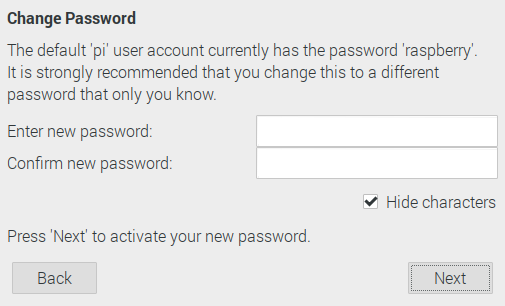 Change Password
The default 'pi' user account currently has the password 'raspberry'.
It is strongly recommended that you change this to a different
password that only you know.
Enter new password:
Confirm new password:
Hide characters
Press 'Next' to activate your new password.
Back
Next